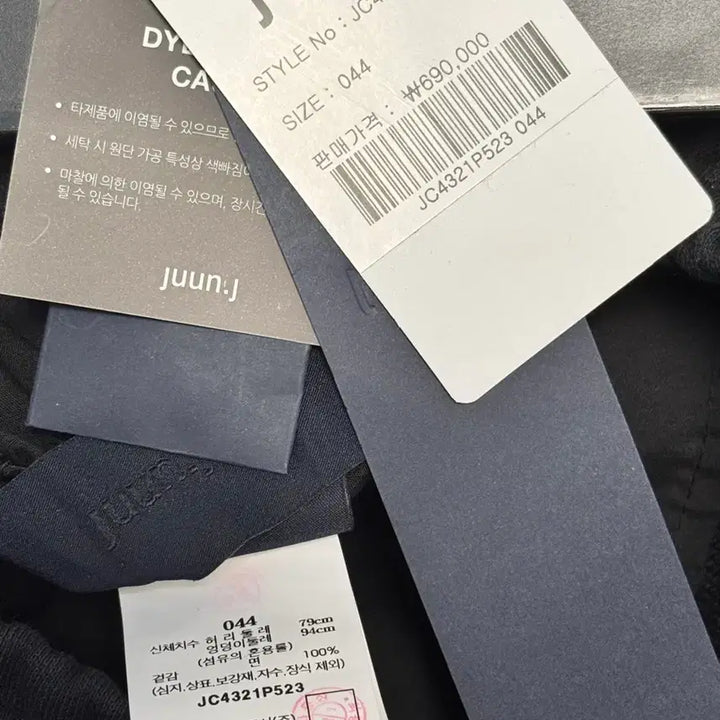 STYLE No : JC4
SIZE : 044
판매가격 : ₩690,000
JC4321P523 044
타제품에 이염될 수 있으므로
세탁 시 원단 가공 특성상 색빠짐이
마찰에 의한 이염될 수 있으며, 장시간
될 수 있습니다.
juun.j
juun.j
044
신체치수 허리둘레 79cm
엉덩이둘레 94cm
(섬유의 혼용률)
겉감 면 100%
(심지,상표,보강재,자수,장식 제외)
JC4321P523